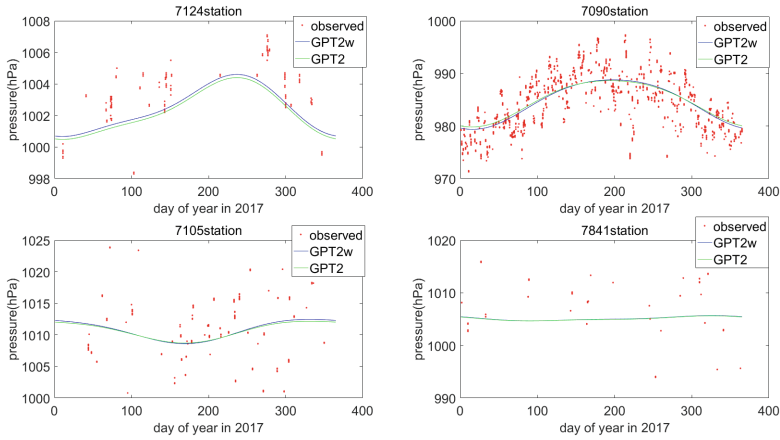 7124station
1008
1006
1004
1002
1000
998
pressure(hPa)
0
100
200
300
400
day of year in 2017
observed
GPT2w
GPT2
7090station
1000
990
980
970
pressure(hPa)
0
100
200
300
400
day of year in 2017
observed
GPT2w
GPT2
7105station
1025
1020
1015
1010
1005
1000
pressure(hPa)
0
100
200
300
400
day of year in 2017
observed
GPT2w
GPT2
7841station
1020
1010
1000
990
pressure(hPa)
0
100
200
300
400
day of year in 2017
observed
GPT2w
GPT2